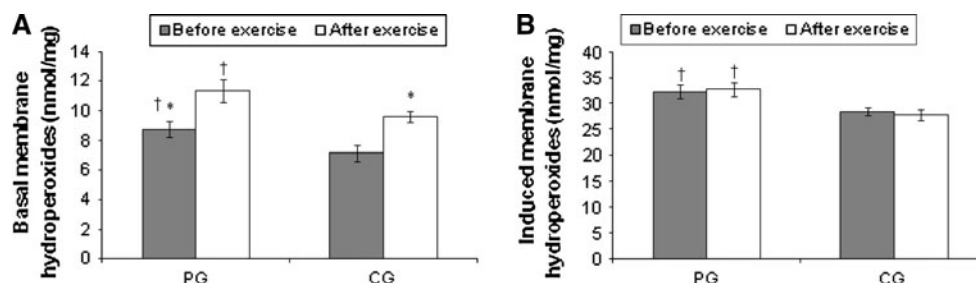 A
Before exercise After exercise
Basal membrane
hydroperoxides (nmol/mg)
14
12
10
8
6
4
2
0
† *
†
*
PG CG
B
Before exercise After exercise
Induced membrane
hydroperoxides (nmol/mg)
40
35
30
25
20
15
10
5
0
†
†
PG CG